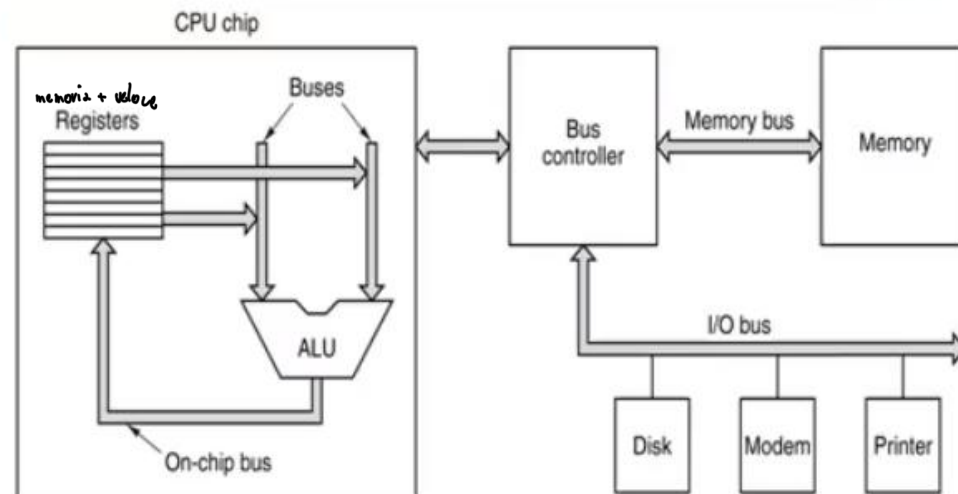 CPU chip
memoria + veloce
Registers
Buses
ALU
On-chip bus
Bus
controller
Memory bus
Memory
I/O bus
Disk
Modem
Printer